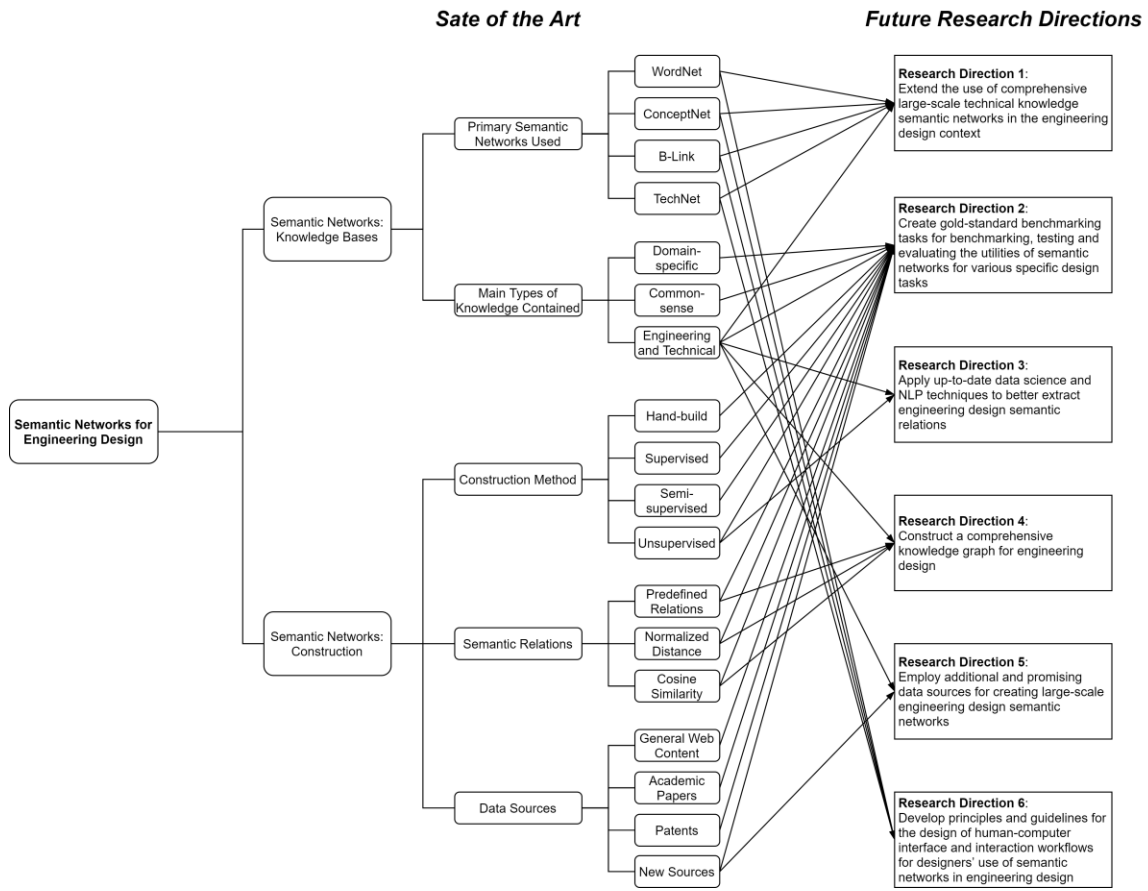 Sate of the Art
Future Research Directions
WordNet
ConceptNet
B-Link
TechNet
Primary Semantic
Networks Used
Semantic Networks:
Knowledge Bases
Domain-
specific
Common-
sense
Engineering
and Technical
Main Types of
Knowledge Contained
Semantic Networks for
Engineering Design
Hand-build
Supervised
Semi-
supervised
Unsupervised
Construction Method
Predefined
Relations
Normalized
Distance
Cosine
Similarity
Semantic Relations
Semantic Networks:
Construction
General Web
Content
Academic
Papers
Patents
New Sources
Data Sources
Research Direction 1:
Extend the use of comprehensive
large-scale technical knowledge
semantic networks in the engineering
design context
Research Direction 2:
Create gold-standard benchmarking
tasks for benchmarking, testing and
evaluating the utilities of semantic
networks for various specific design
tasks
Research Direction 3:
Apply up-to-date data science and
NLP techniques to better extract
engineering design semantic
relations
Research Direction 4:
Construct a comprehensive
knowledge graph for engineering
design
Research Direction 5:
Employ additional and promising
data sources for creating large-scale
engineering design semantic
networks
Research Direction 6:
Develop principles and guidelines for
the design of human-computer
interface and interaction workflows
for designers' use of semantic
networks in engineering design